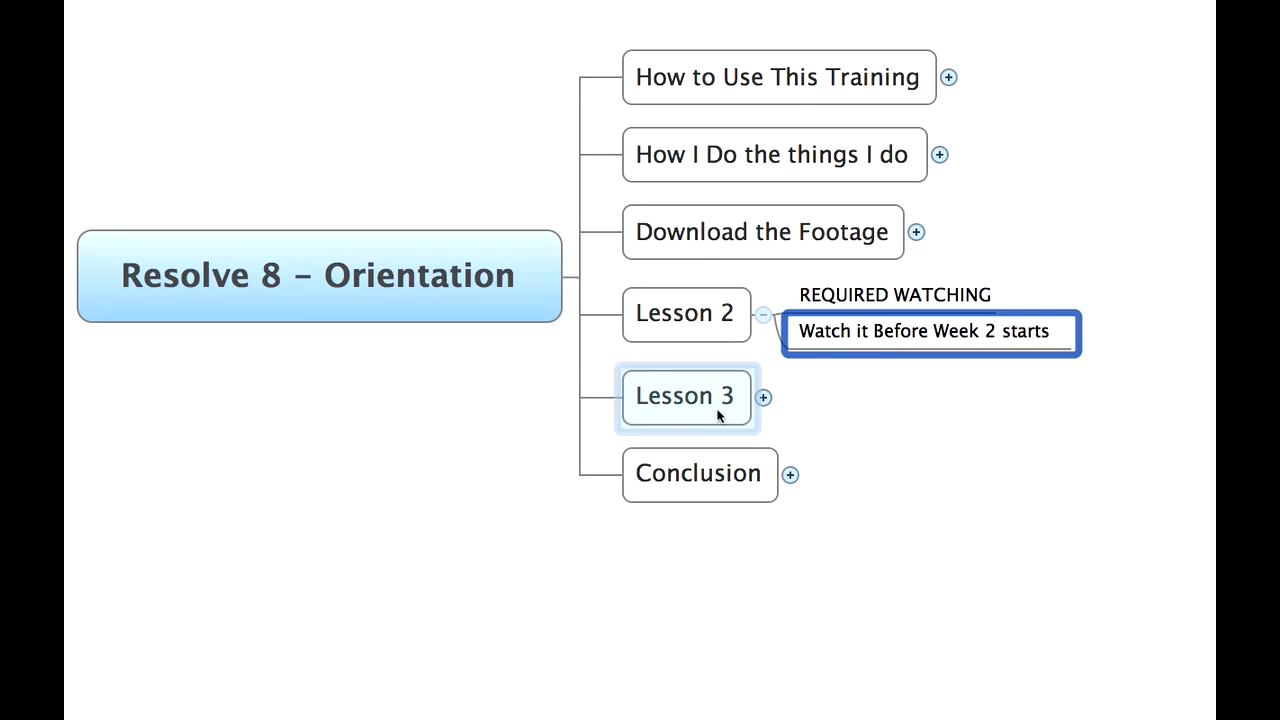 How to Use This Training
How I Do the things I do
Download the Footage
Resolve 8 – Orientation
Lesson 2
REQUIRED WATCHING
Watch it Before Week 2 starts
Lesson 3
Conclusion